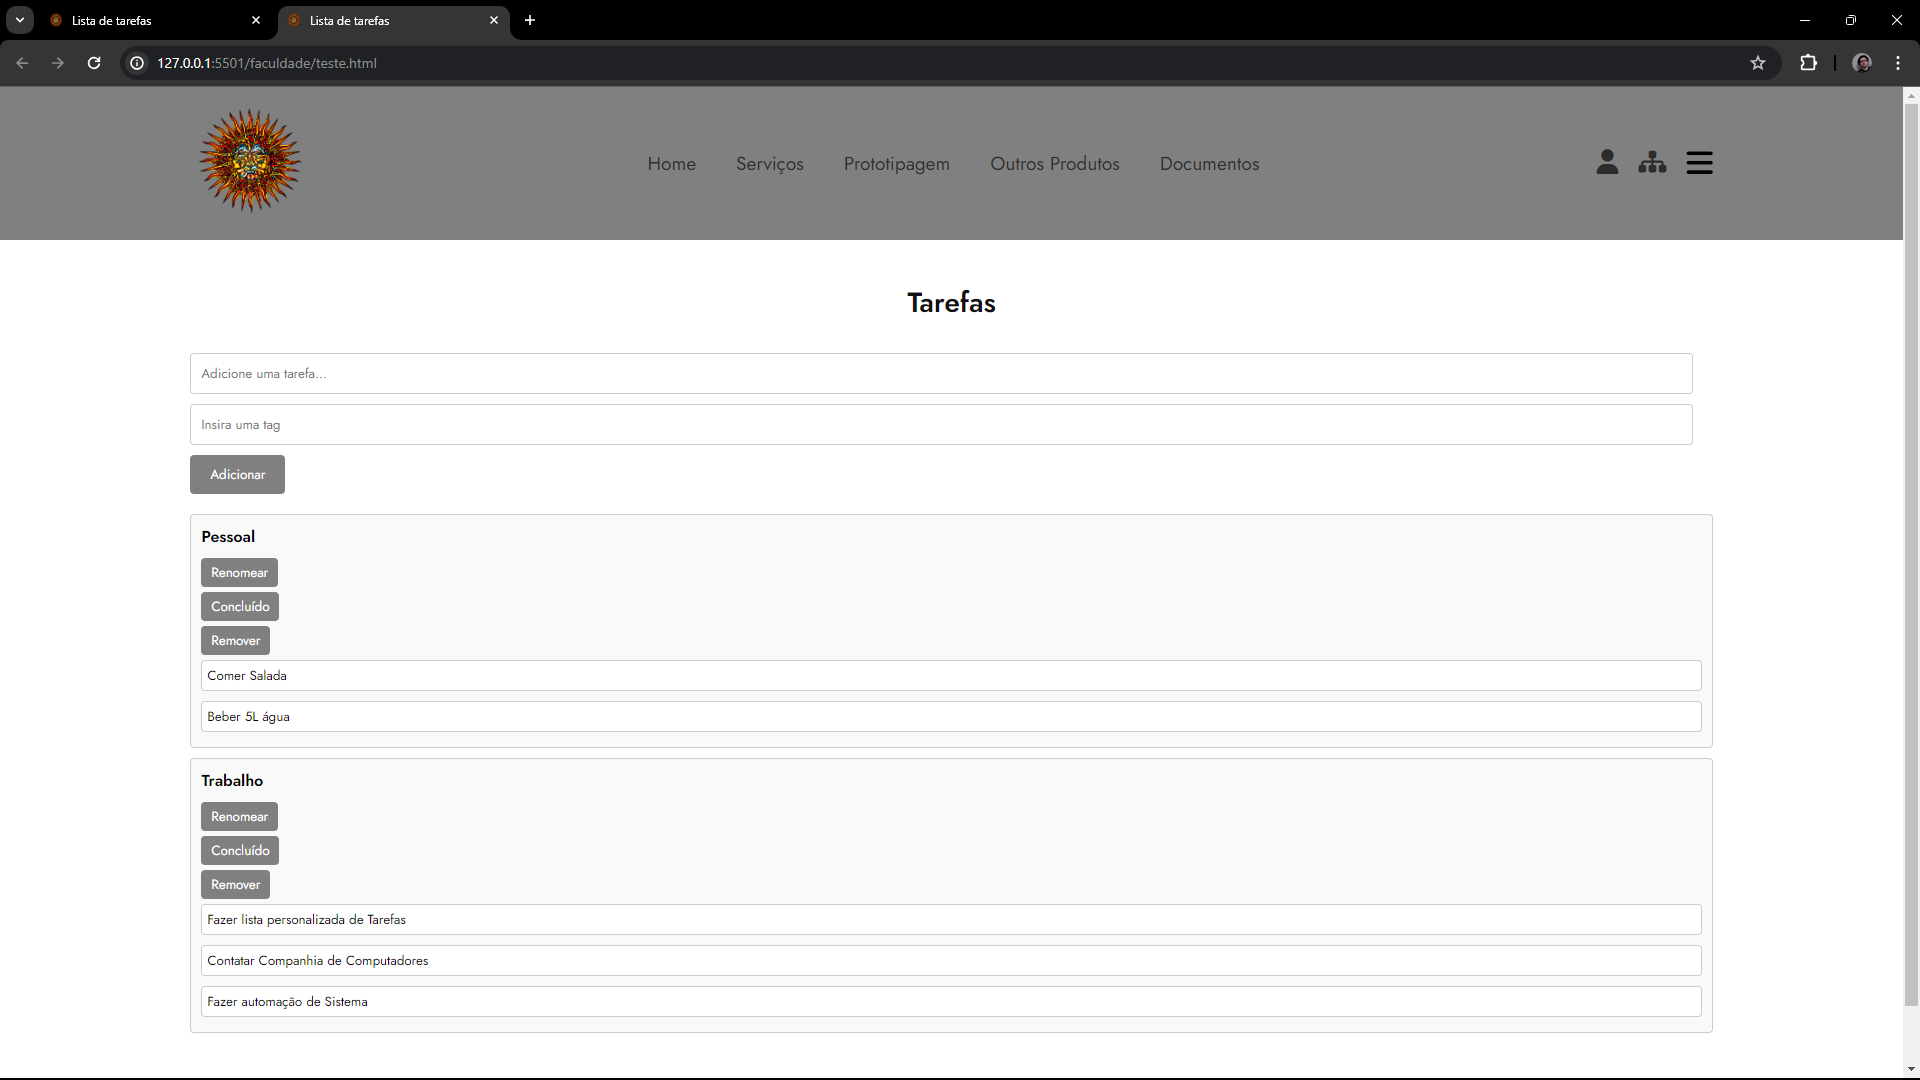 Lista de tarefas
Lista de tarefas
127.0.0.1:5501/faculdade/teste.html
Home Serviços Prototipagem Outros Produtos Documentos
Tarefas
Adicione uma tarefa...
Insira uma tag
Adicionar
Pessoal
Renomear
Concluído
Remover
Comer Salada
Beber 5L água
Trabalho
Renomear
Concluído
Remover
Fazer lista personalizada de Tarefas
Contatar Companhia de Computadores
Fazer automação de Sistema